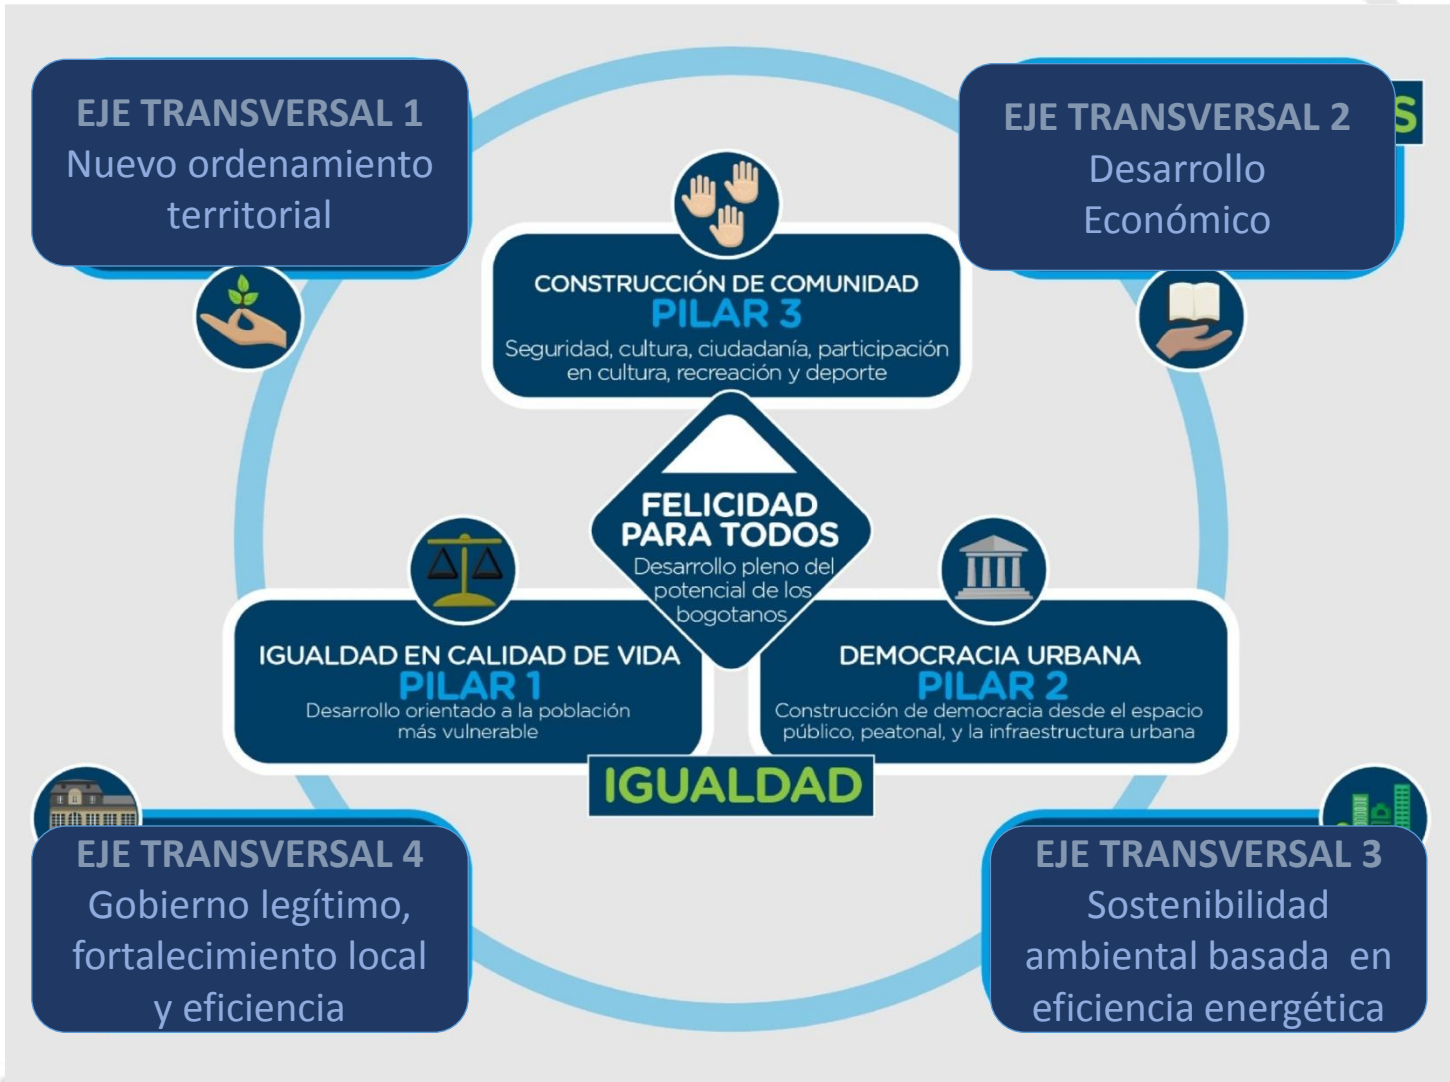 EJE TRANSVERSAL 1
Nuevo ordenamiento
territorial
EJE TRANSVERSAL 2
Desarrollo
Económico
S
CONSTRUCCIÓN DE COMUNIDAD
PILAR 3
Seguridad, cultura, ciudadanía, participación
en cultura, recreación y deporte
FELICIDAD
PARA TODOS
Desarrollo pleno del
potencial de los
bogotanos
IGUALDAD EN CALIDAD DE VIDA
PILAR 1
Desarrollo orientado a la población
más vulnerable
DEMOCRACIA URBANA
PILAR 2
Construcción de democracia desde el espacio
público, peatonal, y la infraestructura urbana
IGUALDAD
EJE TRANSVERSAL 4
Gobierno legítimo,
fortalecimiento local
y eficiencia
EJE TRANSVERSAL 3
Sostenibilidad
ambiental basada  en
eficiencia energética